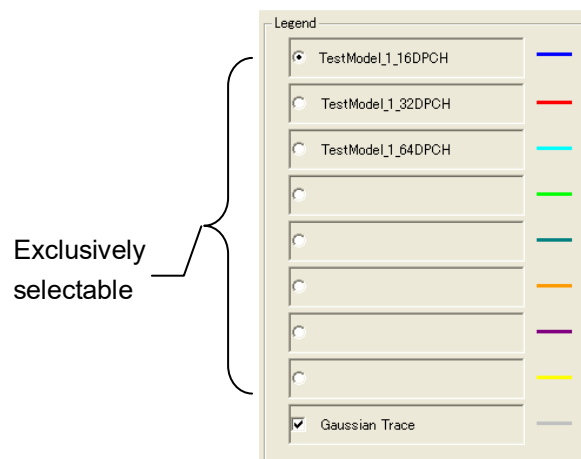 Legend
TestModel_1_16DPCH
TestModel_1_32DPCH
TestModel_1_64DPCH
Exclusively
selectable
Gaussian Trace